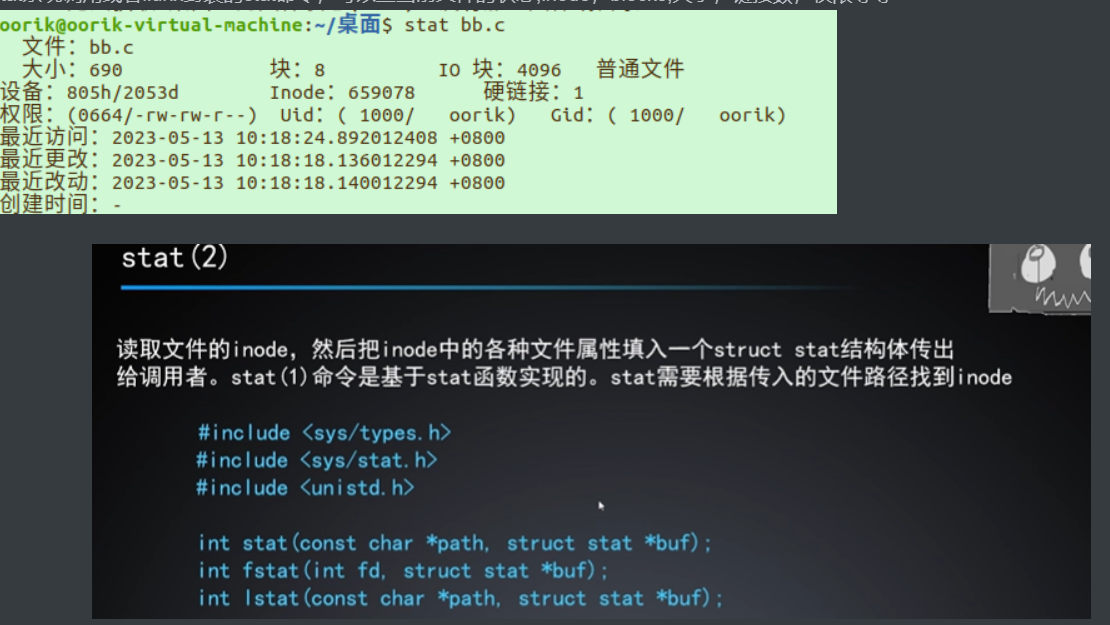 oorik@oorik-virtual-machine:~/桌面$ stat bb.c
文件：bb.c
大小：690 块：8 IO 块：4096 普通文件
设备：805h/2053d Inode：659078 硬链接：1
权限：(0664/-rw-rw-r--) Uid：( 1000/ oorik) Gid：( 1000/ oorik)
最近访问：2023-05-13 10:18:24.892012408 +0800
最近更改：2023-05-13 10:18:18.136012294 +0800
最近改动：2023-05-13 10:18:18.140012294 +0800
创建时间：-
stat(2)
读取文件的inode，然后把inode中的各种文件属性填入一个struct stat结构体传出
给调用者。stat(1)命令是基于stat函数实现的。stat需要根据传入的文件路径找到inode
#include <sys/types.h>
#include <sys/stat.h>
#include <unistd.h>
int stat(const char *path, struct stat *buf);
int fstat(int fd, struct stat *buf);
int lstat(const char *path, struct stat *buf);